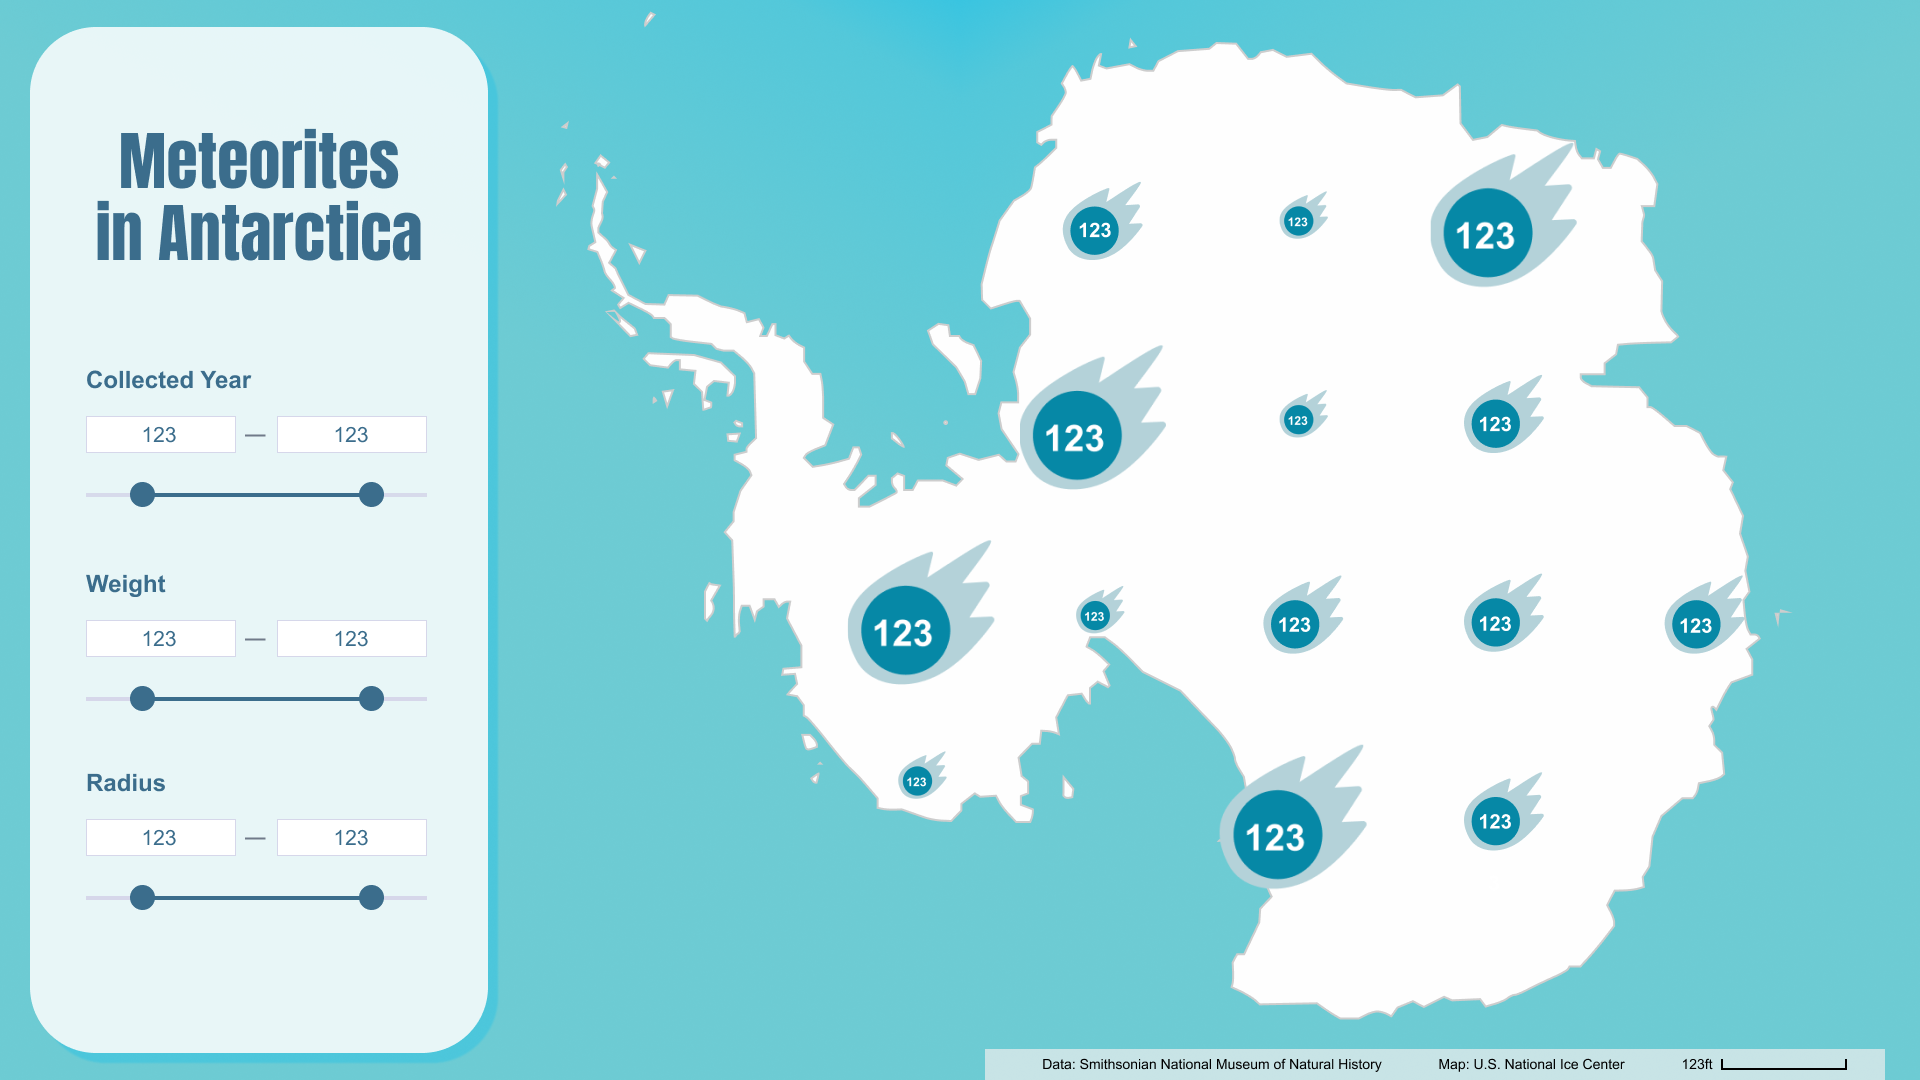 Meteorites
in Antarctica
Collected Year
123 — 123
Weight
123 — 123
Radius
123 — 123
123
123
123
123
123
123
123
123
123
123
123
123
123
123
Data: Smithsonian National Museum of Natural History Map: U.S. National Ice Center 123ft